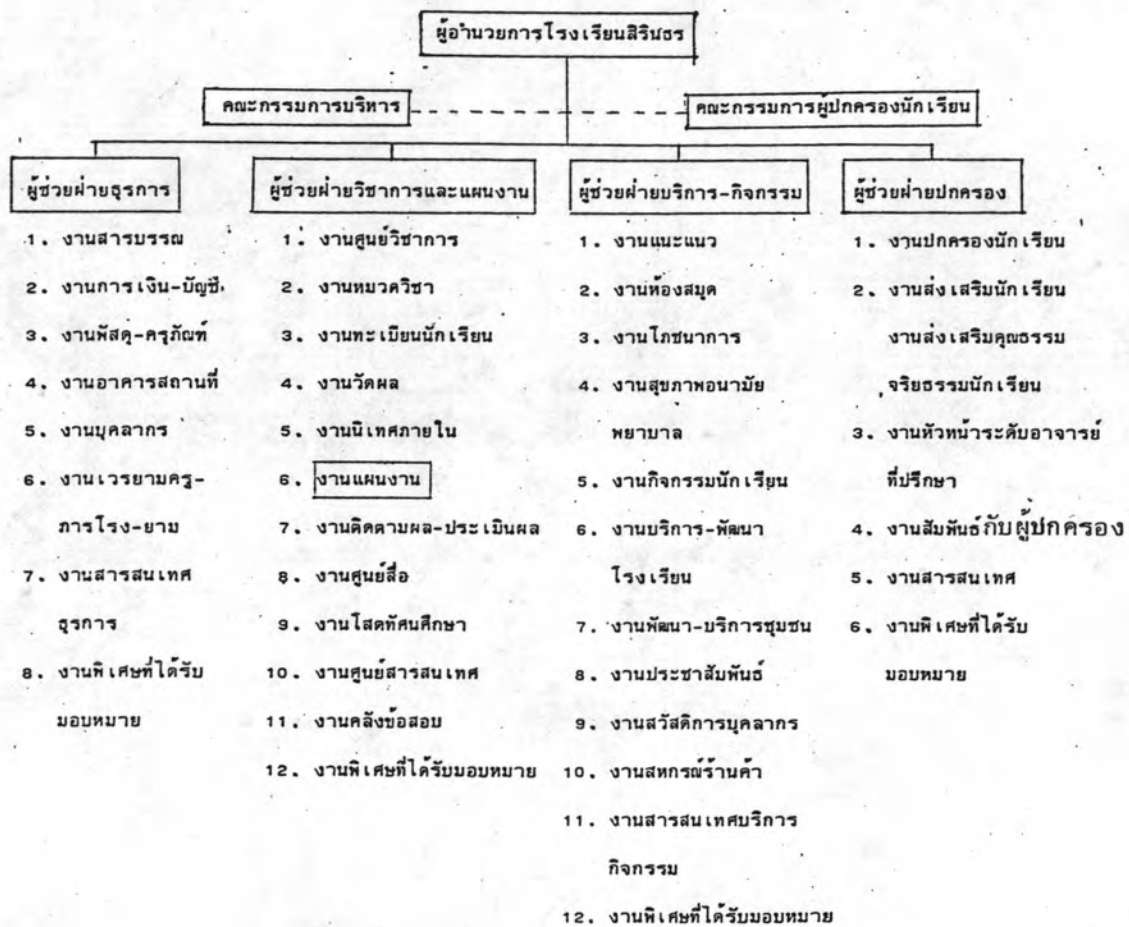 ผู้อำนวยการโรงเรียนสิรินธร
คณะกรรมการบริหาร
คณะกรรมการผู้ปกครองนักเรียน
ผู้ช่วยฝ่ายธุรการ
1. งานสารบรรณ
2. งานการเงิน-บัญชี
3. งานพัสดุ-ครุภัณฑ์
4. งานอาคารสถานที่
5. งานบุคลากร
6. งานเวรยามครู-
ภารโรง-ยาม
7. งานสารสนเทศ
ธุรการ
8. งานพิเศษที่ได้รับ
มอบหมาย
ผู้ช่วยฝ่ายวิชาการและแผนงาน
1. งานศูนย์วิชาการ
2. งานหมวดวิชา
3. งานทะเบียนนักเรียน
4. งานวัดผล
5. งานนิเทศภายใน
6. งานแผนงาน
7. งานติดตามผล-ประเมินผล
8. งานศูนย์สื่อ
9. งานโสตทัศนศึกษา
10. งานศูนย์สารสนเทศ
11. งานคลังข้อสอบ
12. งานพิเศษที่ได้รับมอบหมาย
ผู้ช่วยฝ่ายบริการ-กิจกรรม
1. งานแนะแนว
2. งานห้องสมุด
3. งานโภชนาการ
4. งานสุขภาพอนามัย
พยาบาล
5. งานกิจกรรมนักเรียน
6. งานบริการ-พัฒนา
โรงเรียน
7. งานพัฒนา-บริการชุมชน
8. งานประชาสัมพันธ์
9. งานสวัสดิการบุคลากร
10. งานสหกรณ์ร้านค้า
11. งานสารสนเทศบริการ
กิจกรรม
12. งานพิเศษที่ได้รับมอบหมาย
ผู้ช่วยฝ่ายปกครอง
1. งานปกครองนักเรียน
2. งานส่งเสริมนักเรียน
งานส่งเสริมคุณธรรม
จริยธรรมนักเรียน
3. งานหัวหน้าระดับอาจารย์
ที่ปรึกษา
4. งานสัมพันธ์กับผู้ปกครอง
5. งานสารสนเทศ
6. งานพิเศษที่ได้รับ
มอบหมาย